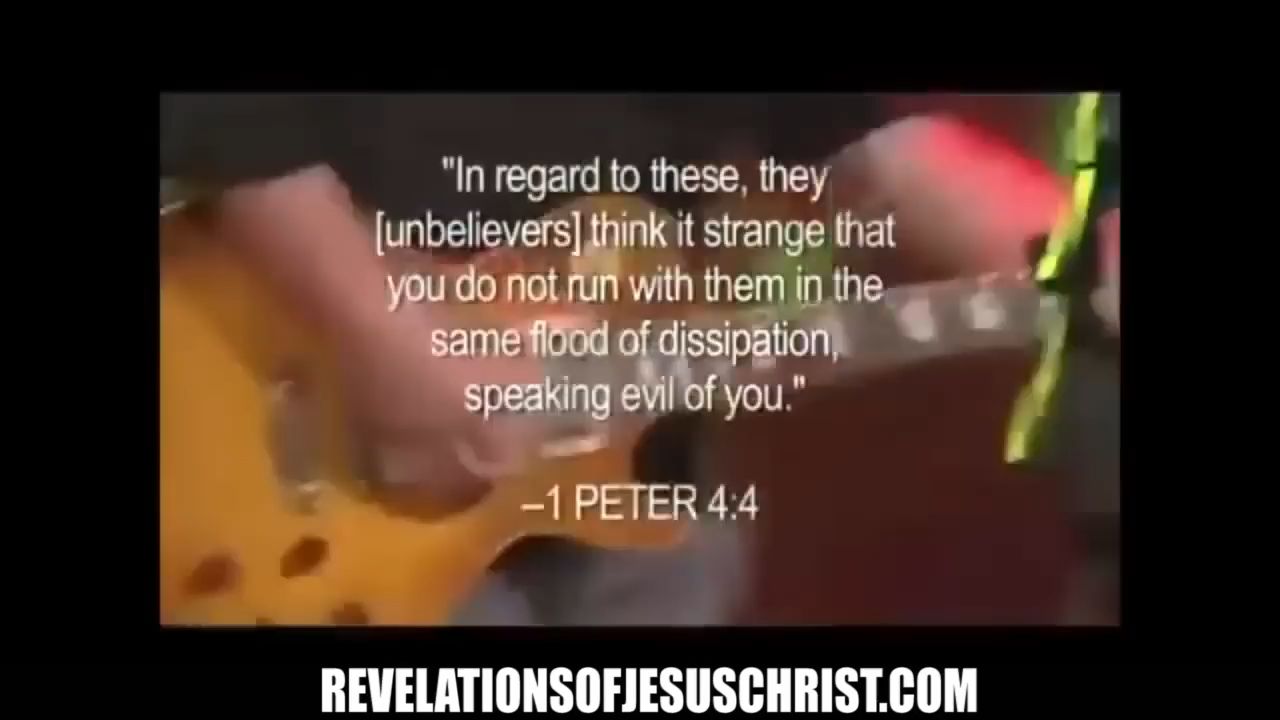 "In regard to these, they
[unbelievers] think it strange that
you do not run with them in the
same flood of dissipation,
speaking evil of you."
–1 PETER 4:4
REVELATIONSOFJESUSCHRIST.COM